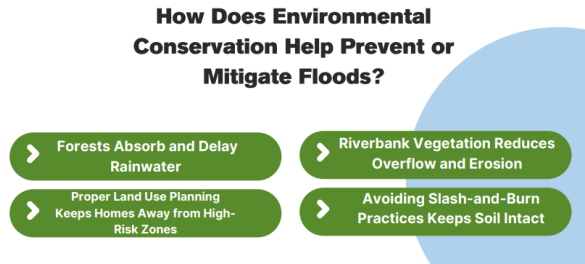 How Does Environmental
Conservation Help Prevent or
Mitigate Floods?
Forests Absorb and Delay
Rainwater
Riverbank Vegetation Reduces
Overflow and Erosion
Proper Land Use Planning
Keeps Homes Away from High-
Risk Zones
Avoiding Slash-and-Burn
Practices Keeps Soil Intact